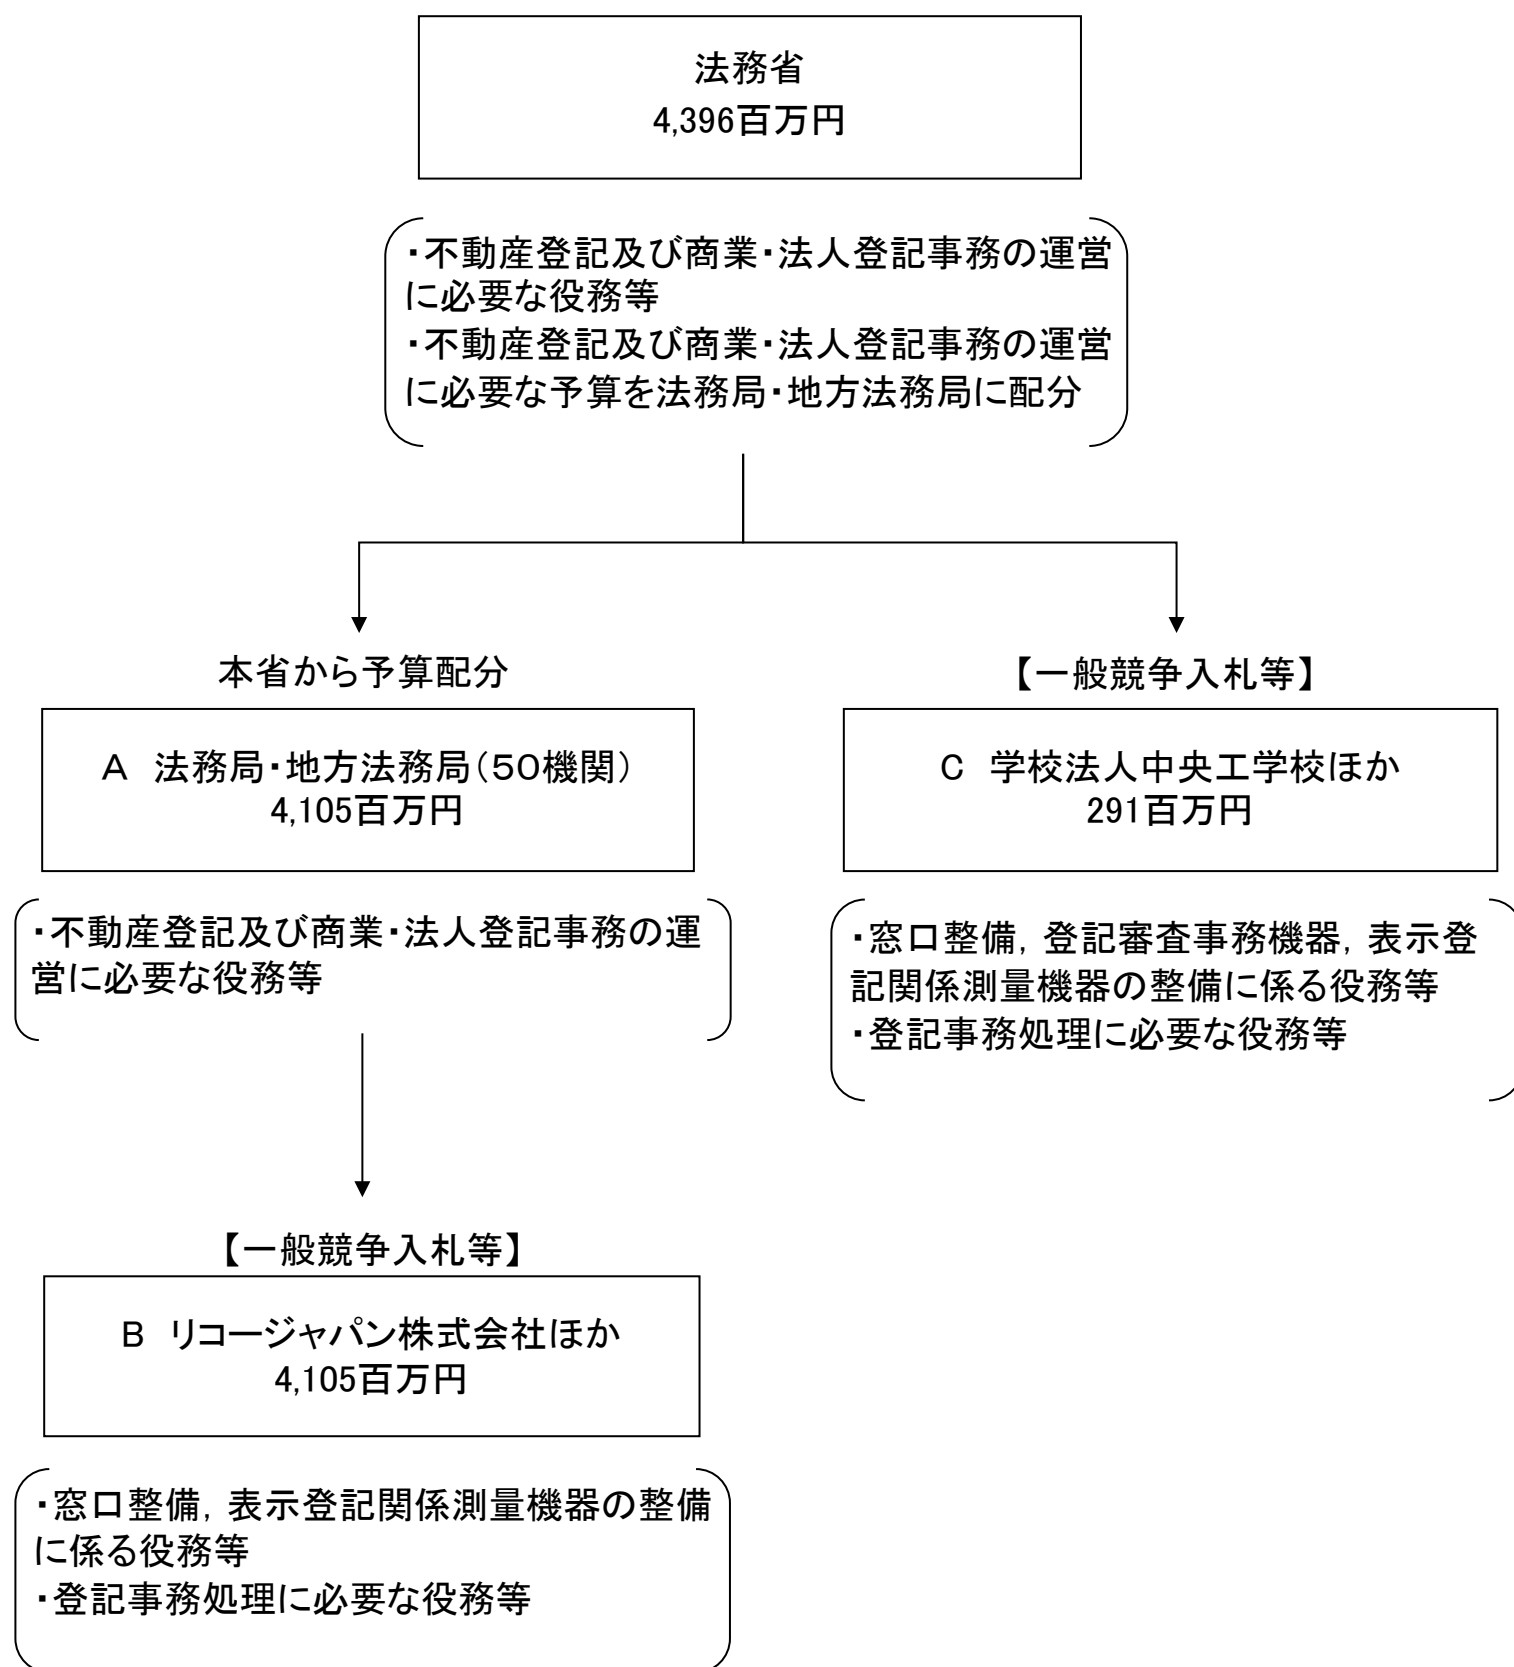 法務省
4,396百万円
・不動産登記及び商業・法人登記事務の運営
に必要な役務等
・不動産登記及び商業・法人登記事務の運営
に必要な予算を法務局・地方法務局に配分
本省から予算配分
A　法務局・地方法務局（50機関）
4,105百万円
・不動産登記及び商業・法人登記事務の運
営に必要な役務等
【一般競争入札等】
C　学校法人中央工学校ほか
291百万円
・窓口整備，登記審査事務機器，表示登
記関係測量機器の整備に係る役務等
・登記事務処理に必要な役務等
【一般競争入札等】
B　リコージャパン株式会社ほか
4,105百万円
・窓口整備，表示登記関係測量機器の整備
に係る役務等
・登記事務処理に必要な役務等